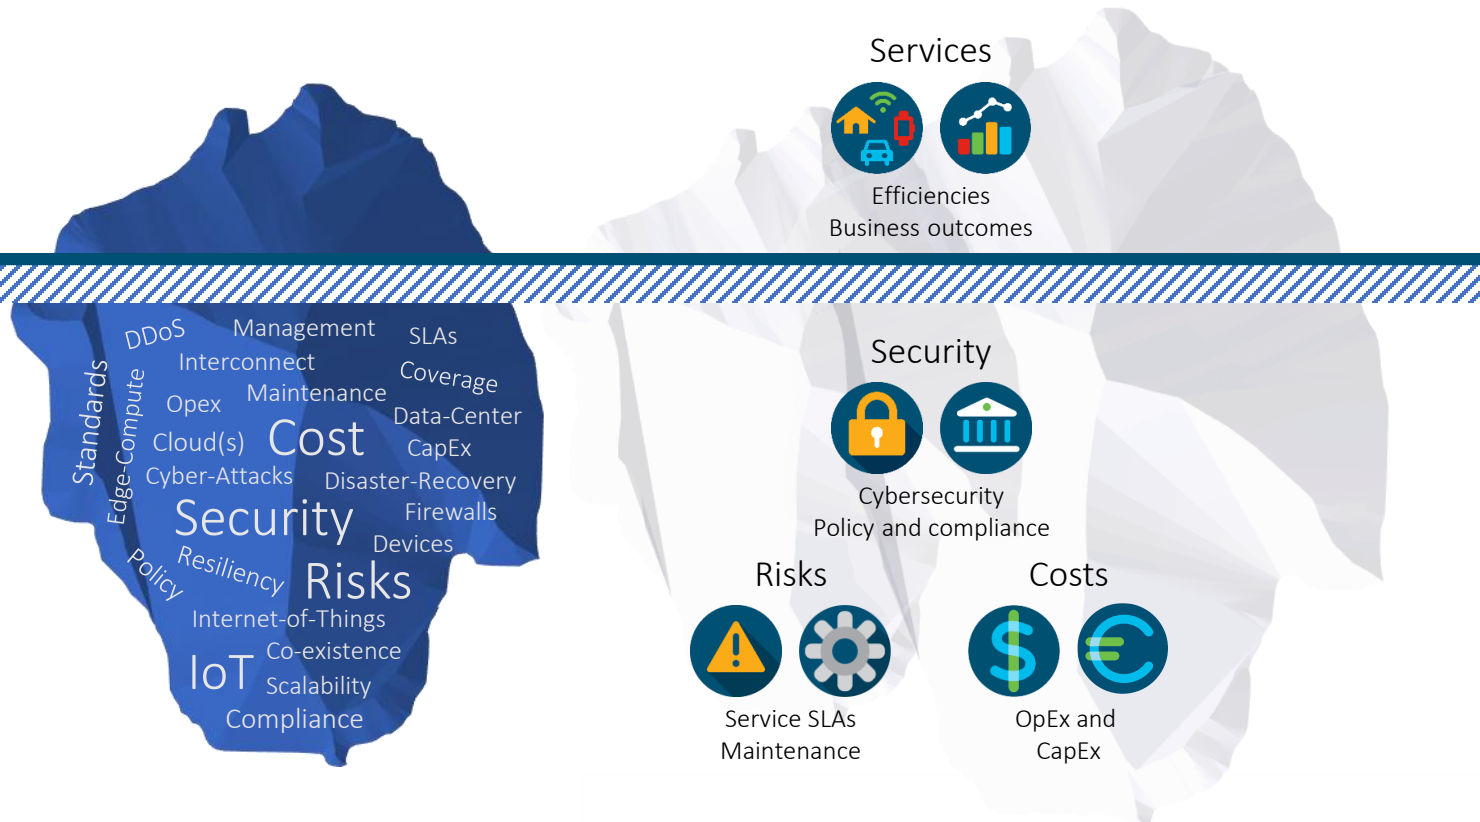 Services
Efficiencies
Business outcomes
DDoS
Management
SLAs
Interconnect
Coverage
Standards
Edge-Compute
Maintenance
Opex
Data-Center
Cloud(s)
Cost
CapEx
Cyber-Attacks
Disaster-Recovery
Security
Firewalls
Devices
Policy
Resiliency
Risks
Internet-of-Things
Co-existence
IoT
Scalability
Compliance
Security
Cybersecurity
Policy and compliance
Risks
Service SLAs
Maintenance
Costs
OpEx and
CapEx